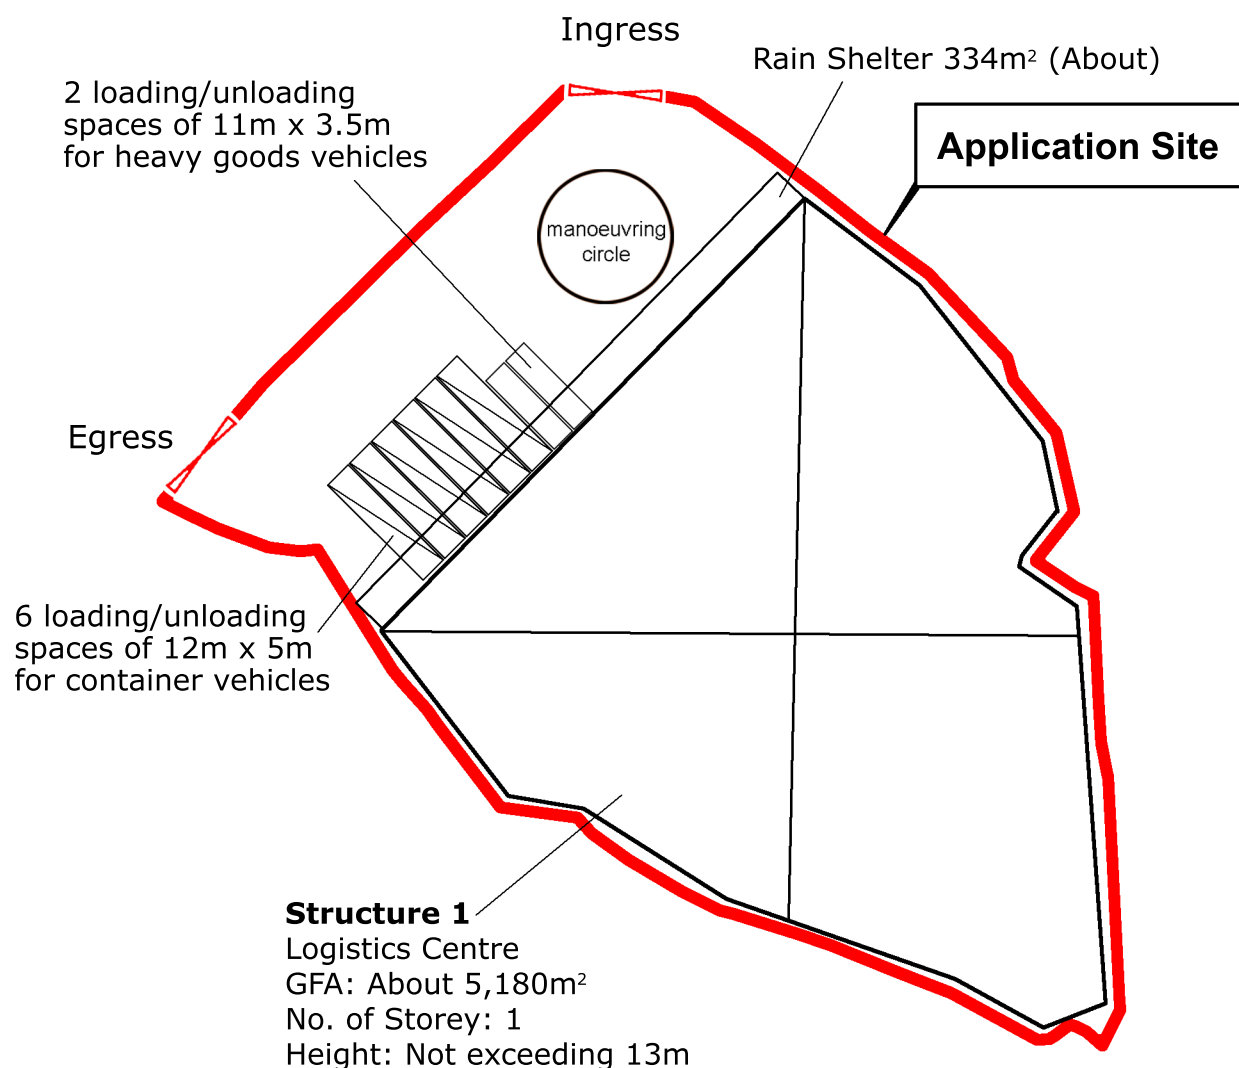 Ingress
Rain Shelter 334m² (About)
2 loading/unloading
spaces of 11m x 3.5m
for heavy goods vehicles
Application Site
manoeuvring
circle
Egress
6 loading/unloading
spaces of 12m x 5m
for container vehicles
Structure 1
Logistics Centre
GFA: About 5,180m²
No. of Storey: 1
Height: Not exceeding 13m